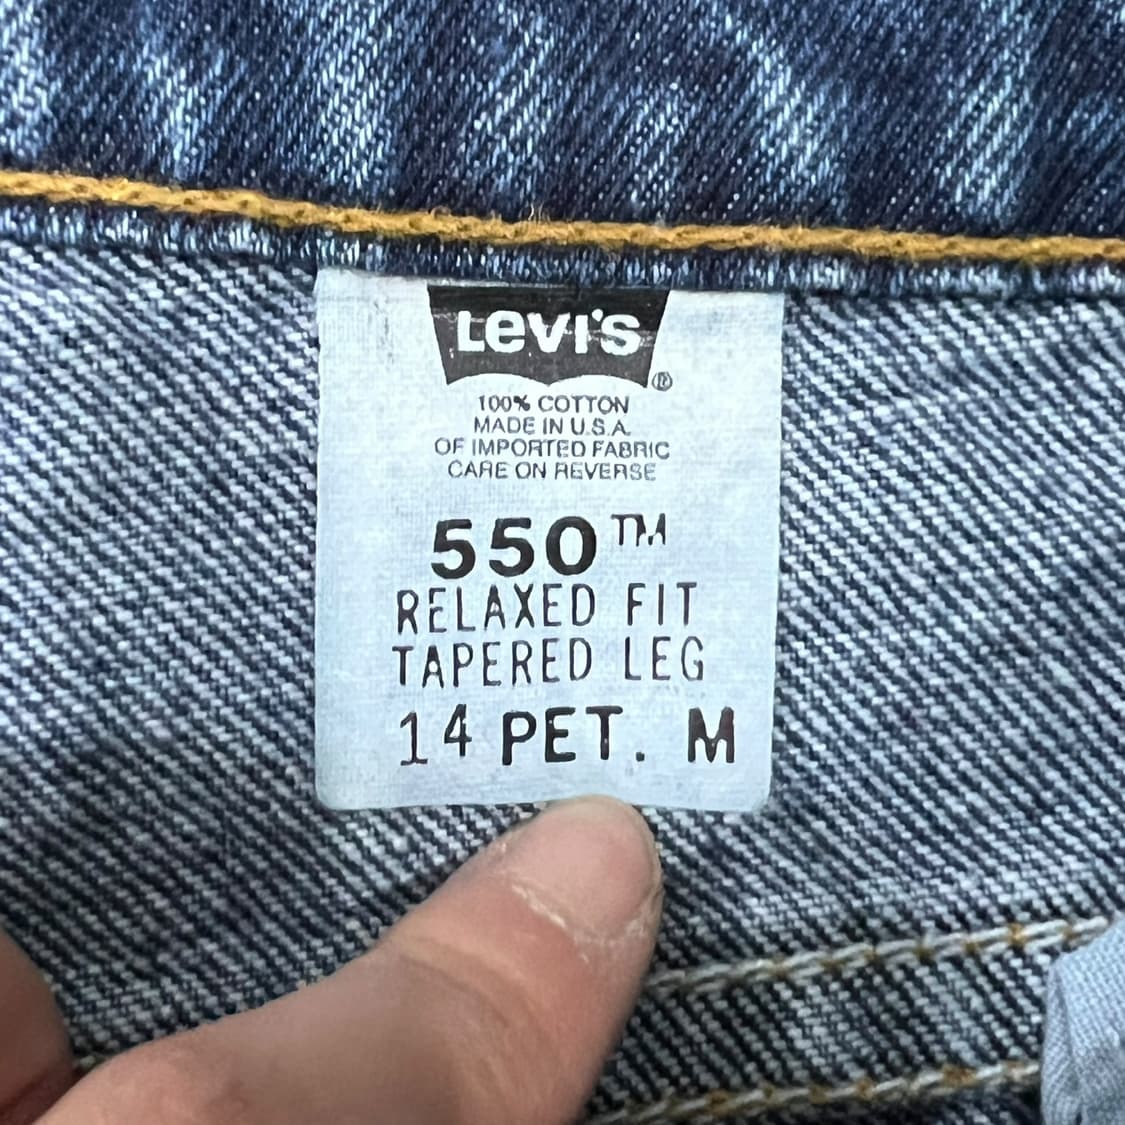 Levi's®
100% COTTON
MADE IN U.S.A.
OF IMPORTED FABRIC
CARE ON REVERSE
550™
RELAXED FIT
TAPERED LEG
14 PET. M